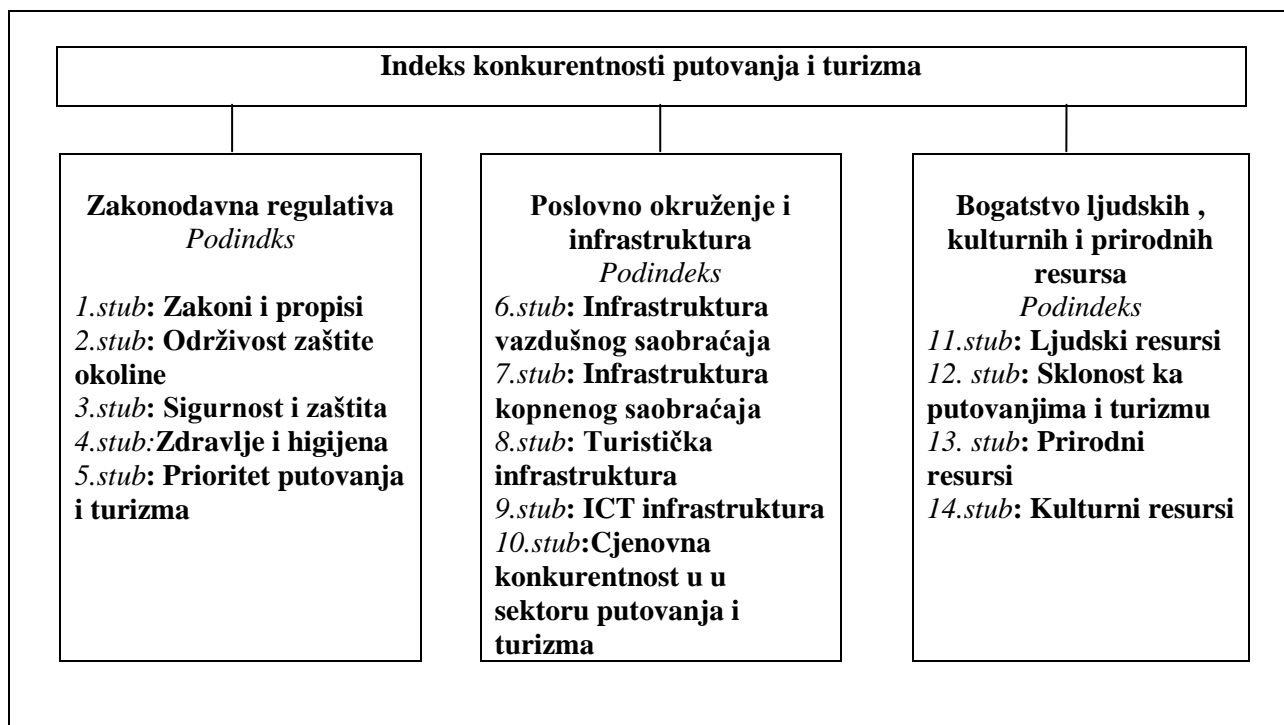 Indeks konkurentnosti putovanja i turizma
Zakonodavna regulativa
Podindks
1.stub: Zakoni i propisi
2.stub: Održivost zaštite
okoline
3.stub: Sigurnost i zaštita
4.stub:Zdravlje i higijena
5.stub: Prioritet putovanja
i turizma
Poslovno okruženje i
infrastruktura
Podindeks
6.stub: Infrastruktura
vazdušnog saobraćaja
7.stub: Infrastruktura
kopnenog saobraćaja
8.stub: Turistička
infrastruktura
9.stub: ICT infrastruktura
10.stub:Cjenovna
konkurentnost u u
sektoru putovanja i
turizma
Bogatstvo ljudskih ,
kulturnih i prirodnih
resursa
Podindeks
11.stub: Ljudski resursi
12. stub: Sklonost ka
putovanjima i turizmu
13. stub: Prirodni
resursi
14.stub: Kulturni resursi